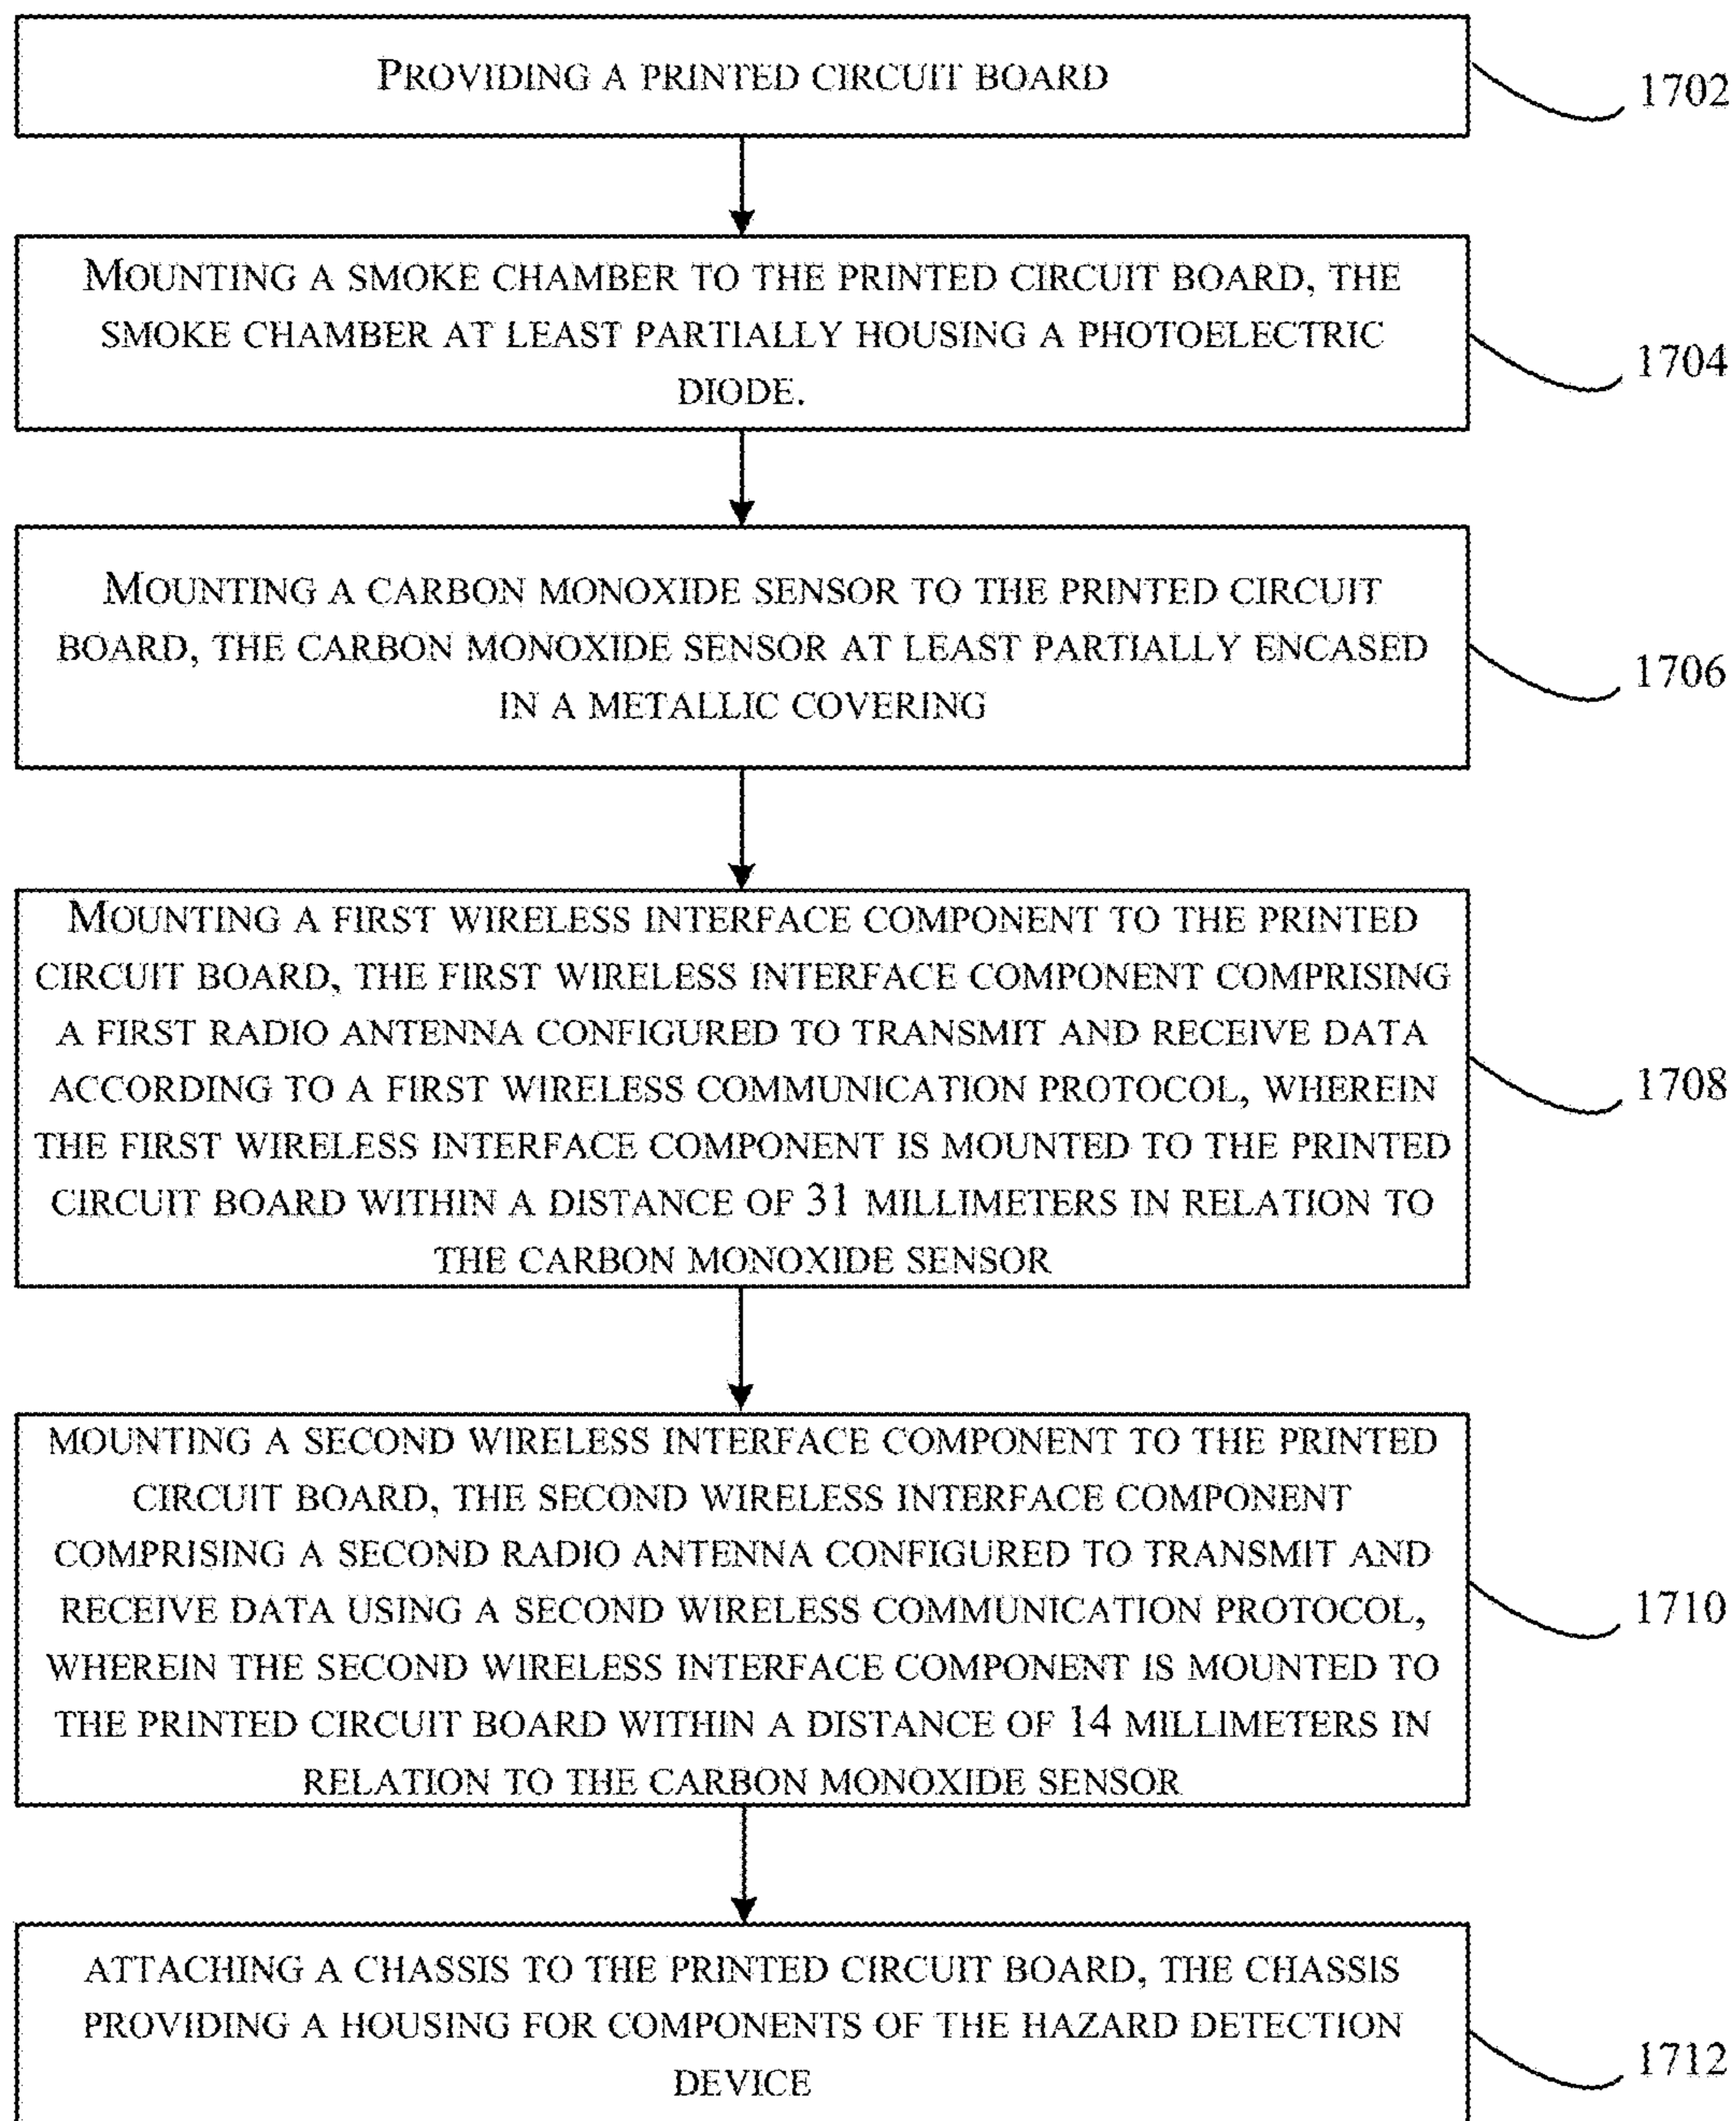 PROVIDING A PRINTED CIRCUIT BOARD
1702
MOUNTING A SMOKE CHAMBER TO THE PRINTED CIRCUIT BOARD, THE
SMOKE CHAMBER AT LEAST PARTIALLY HOUSING A PHOTOELECTRIC
DIODE.
1704
MOUNTING A CARBON MONOXIDE SENSOR TO THE PRINTED CIRCUIT
BOARD, THE CARBON MONOXIDE SENSOR AT LEAST PARTIALLY ENCASED
IN A METALLIC COVERING
1706
MOUNTING A FIRST WIRELESS INTERFACE COMPONENT TO THE PRINTED
CIRCUIT BOARD, THE FIRST WIRELESS INTERFACE COMPONENT COMPRISING
A FIRST RADIO ANTENNA CONFIGURED TO TRANSMIT AND RECEIVE DATA
ACCORDING TO A FIRST WIRELESS COMMUNICATION PROTOCOL, WHEREIN
THE FIRST WIRELESS INTERFACE COMPONENT IS MOUNTED TO THE PRINTED
CIRCUIT BOARD WITHIN A DISTANCE OF 31 MILLIMETERS IN RELATION TO
THE CARBON MONOXIDE SENSOR
1708
MOUNTING A SECOND WIRELESS INTERFACE COMPONENT TO THE PRINTED
CIRCUIT BOARD, THE SECOND WIRELESS INTERFACE COMPONENT
COMPRISING A SECOND RADIO ANTENNA CONFIGURED TO TRANSMIT AND
RECEIVE DATA USING A SECOND WIRELESS COMMUNICATION PROTOCOL,
WHEREIN THE SECOND WIRELESS INTERFACE COMPONENT IS MOUNTED TO
THE PRINTED CIRCUIT BOARD WITHIN A DISTANCE OF 14 MILLIMETERS IN
RELATION TO THE CARBON MONOXIDE SENSOR
1710
ATTACHING A CHASSIS TO THE PRINTED CIRCUIT BOARD, THE CHASSIS
PROVIDING A HOUSING FOR COMPONENTS OF THE HAZARD DETECTION
DEVICE
1712